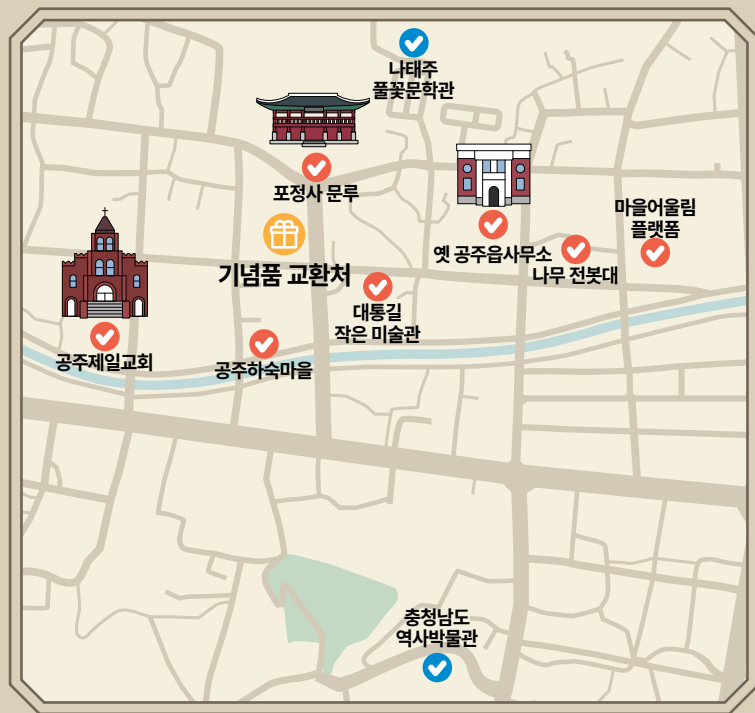 나태주
풀꽃문학관
포정사 문루
마을어울림
플랫폼
옛 공주읍사무소
나무 전봇대
기념품 교환처
대통길
작은 미술관
공주제일교회
공주하숙마을
충청남도
역사박물관